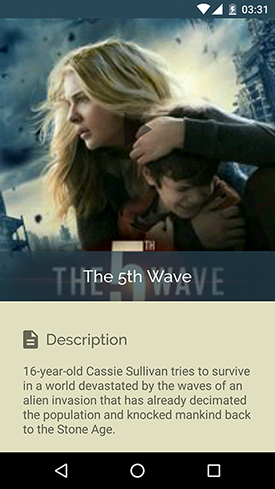 03:31
5TH
THE WAVE
The 5th Wave
Description
16-year-old Cassie Sullivan tries to survive
in a world devastated by the waves of an
alien invasion that has already decimated
the population and knocked mankind back
to the Stone Age.